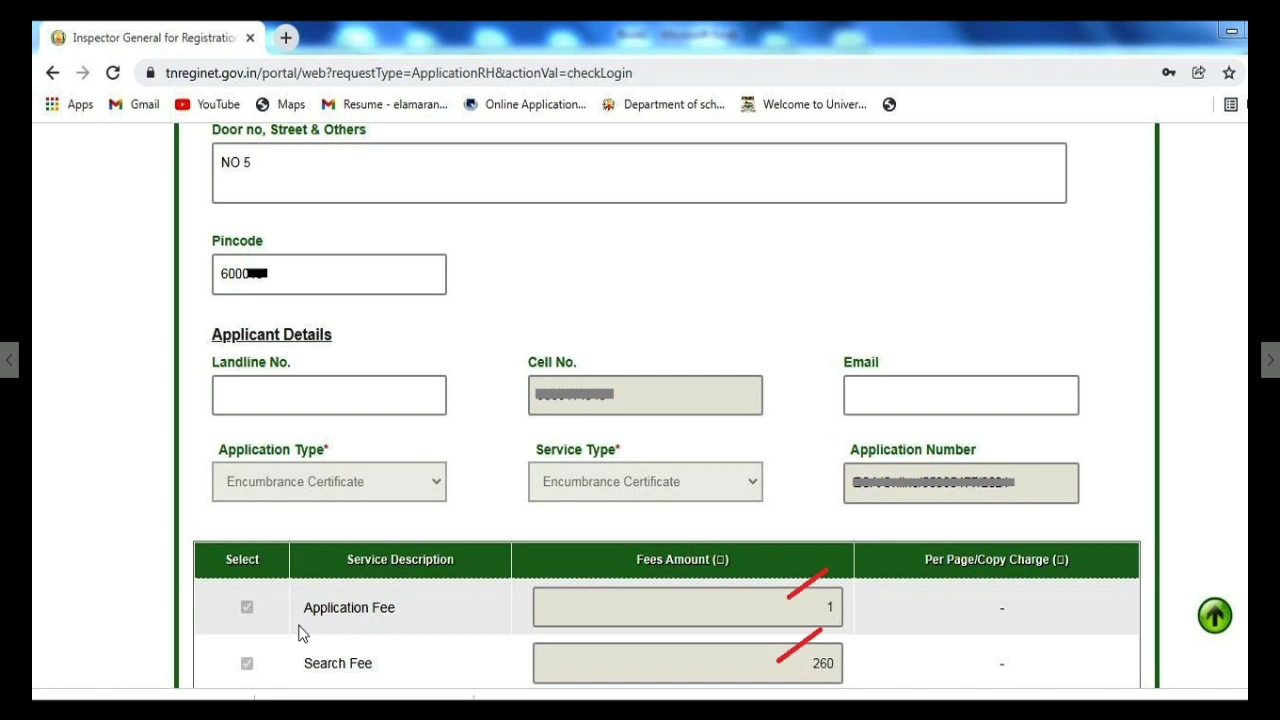 Inspector General for Registratio
tnreginet.gov.in/portal/web?requestType=ApplicationRH&actionVal=checkLogin
Apps Gmail YouTube Maps Resume - elamaran... Online Application... Department of sch... Welcome to Univer...
Door no, Street & Others
NO 5
Pincode
600
Applicant Details
Landline No. Cell No. Email
Application Type* Service Type* Application Number
Encumbrance Certificate Encumbrance Certificate
Select Service Description Fees Amount (▯) Per Page/Copy Charge (▯)
Application Fee 1 -
Search Fee 260 -